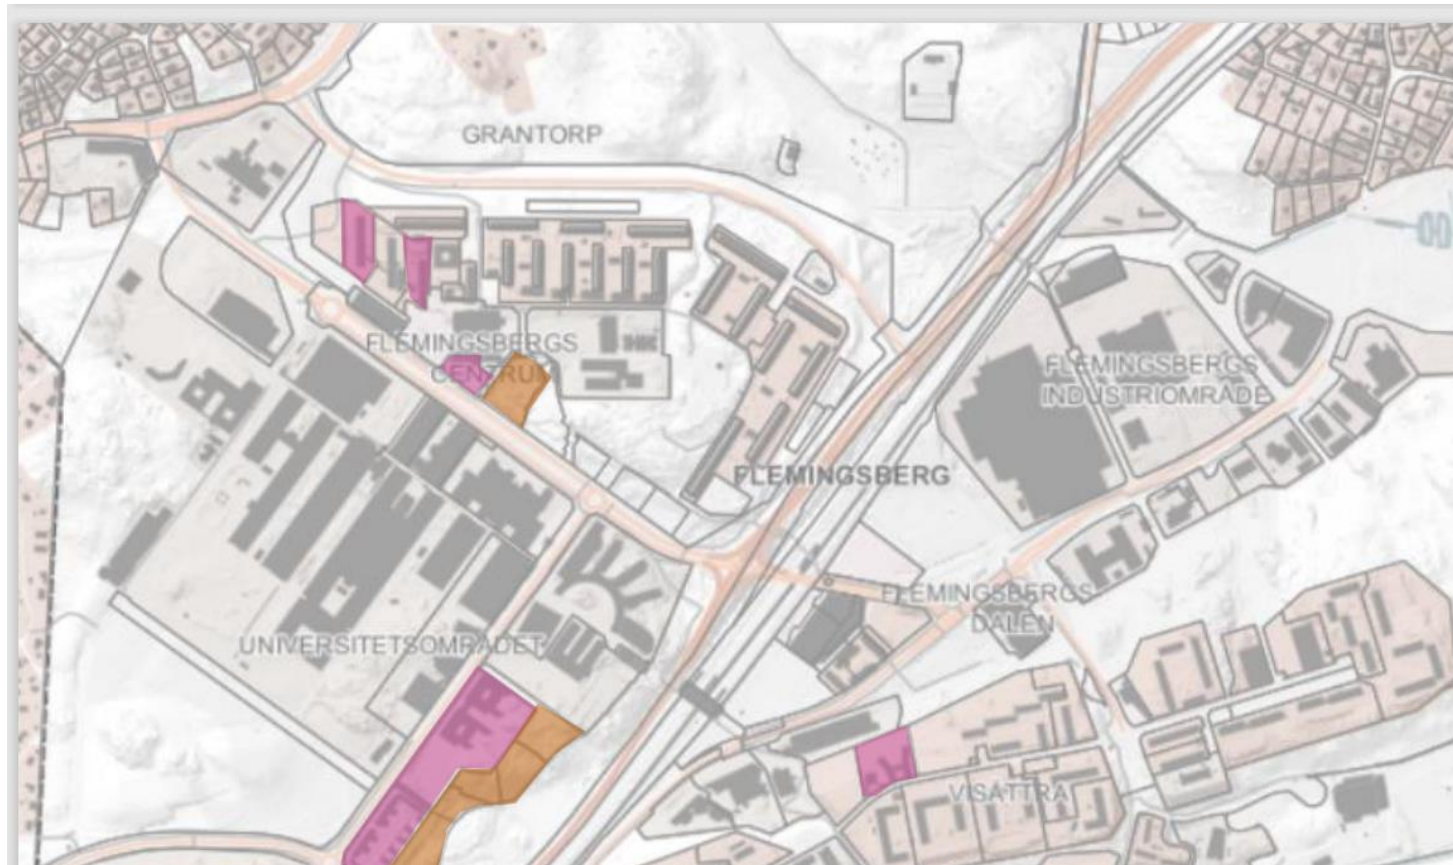 GRANTORP
FLEMINGSBERGS
CENTRUM
FLEMINGSBERGS
INDUSTRIOMRÅDE
FLEMINGSBERG
FLEMINGSBERGS
DALEN
UNIVERSITETSOMRÅDET
VISÄTTRA